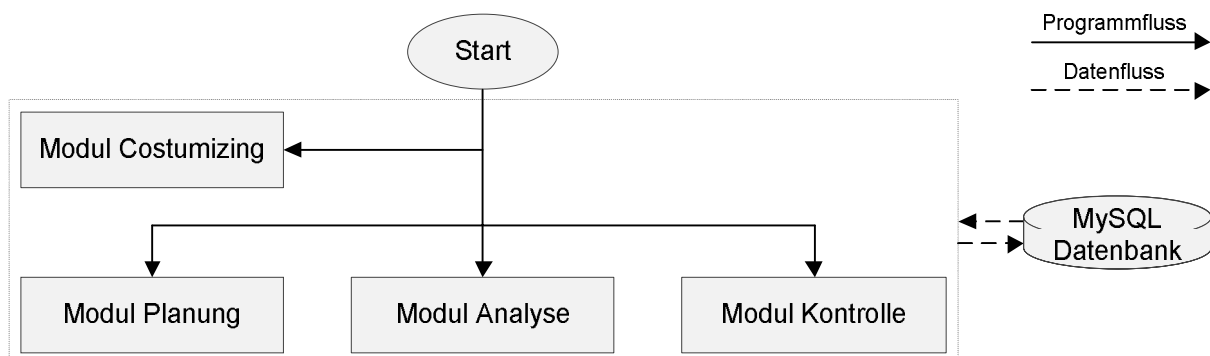 Start
Programmfluss
Datenfluss
Modul Costumizing
MySQL
Datenbank
Modul Planung
Modul Analyse
Modul Kontrolle